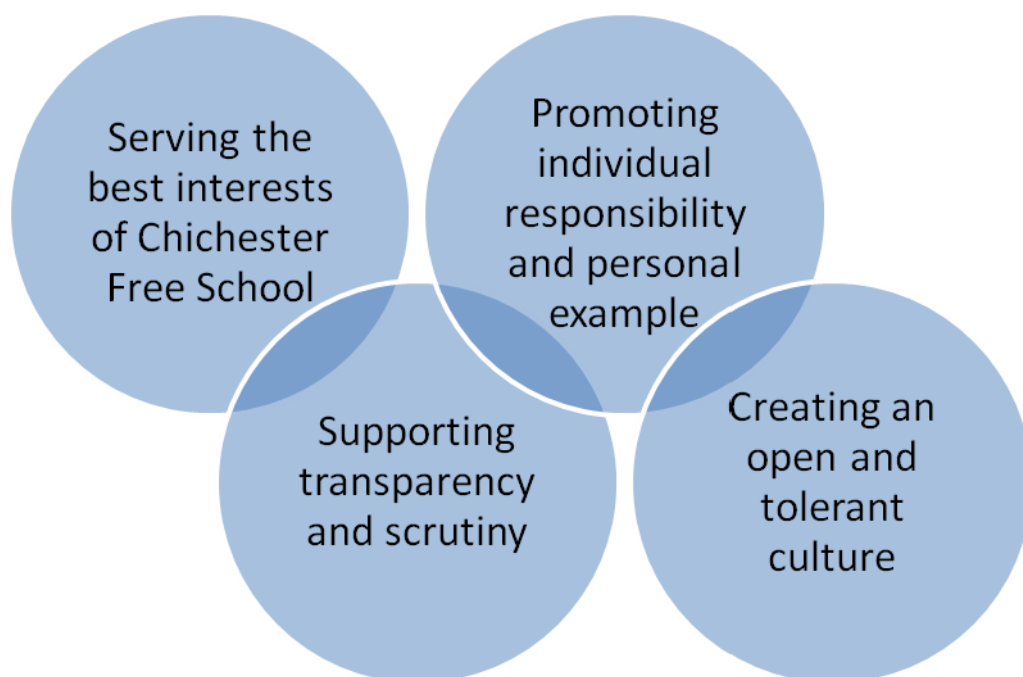 Serving the
best interests
of Chichester
Free School
Promoting
individual
responsibility
and personal
example
Supporting
transparency
and scrutiny
Creating an
open and
tolerant
culture